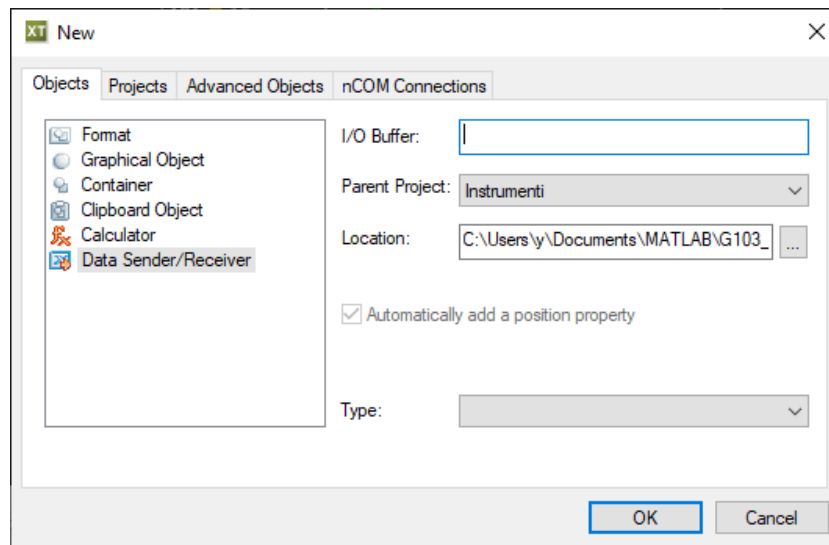 XT New
Objects Projects Advanced Objects nCOM Connections
Format
Graphical Object
Container
Clipboard Object
Calculator
Data Sender/Receiver
I/O Buffer:
Parent Project: Instrumenti
Location: C:\Users\y\Documents\MATLAB\G103_ ...
Automatically add a position property
Type:
OK Cancel